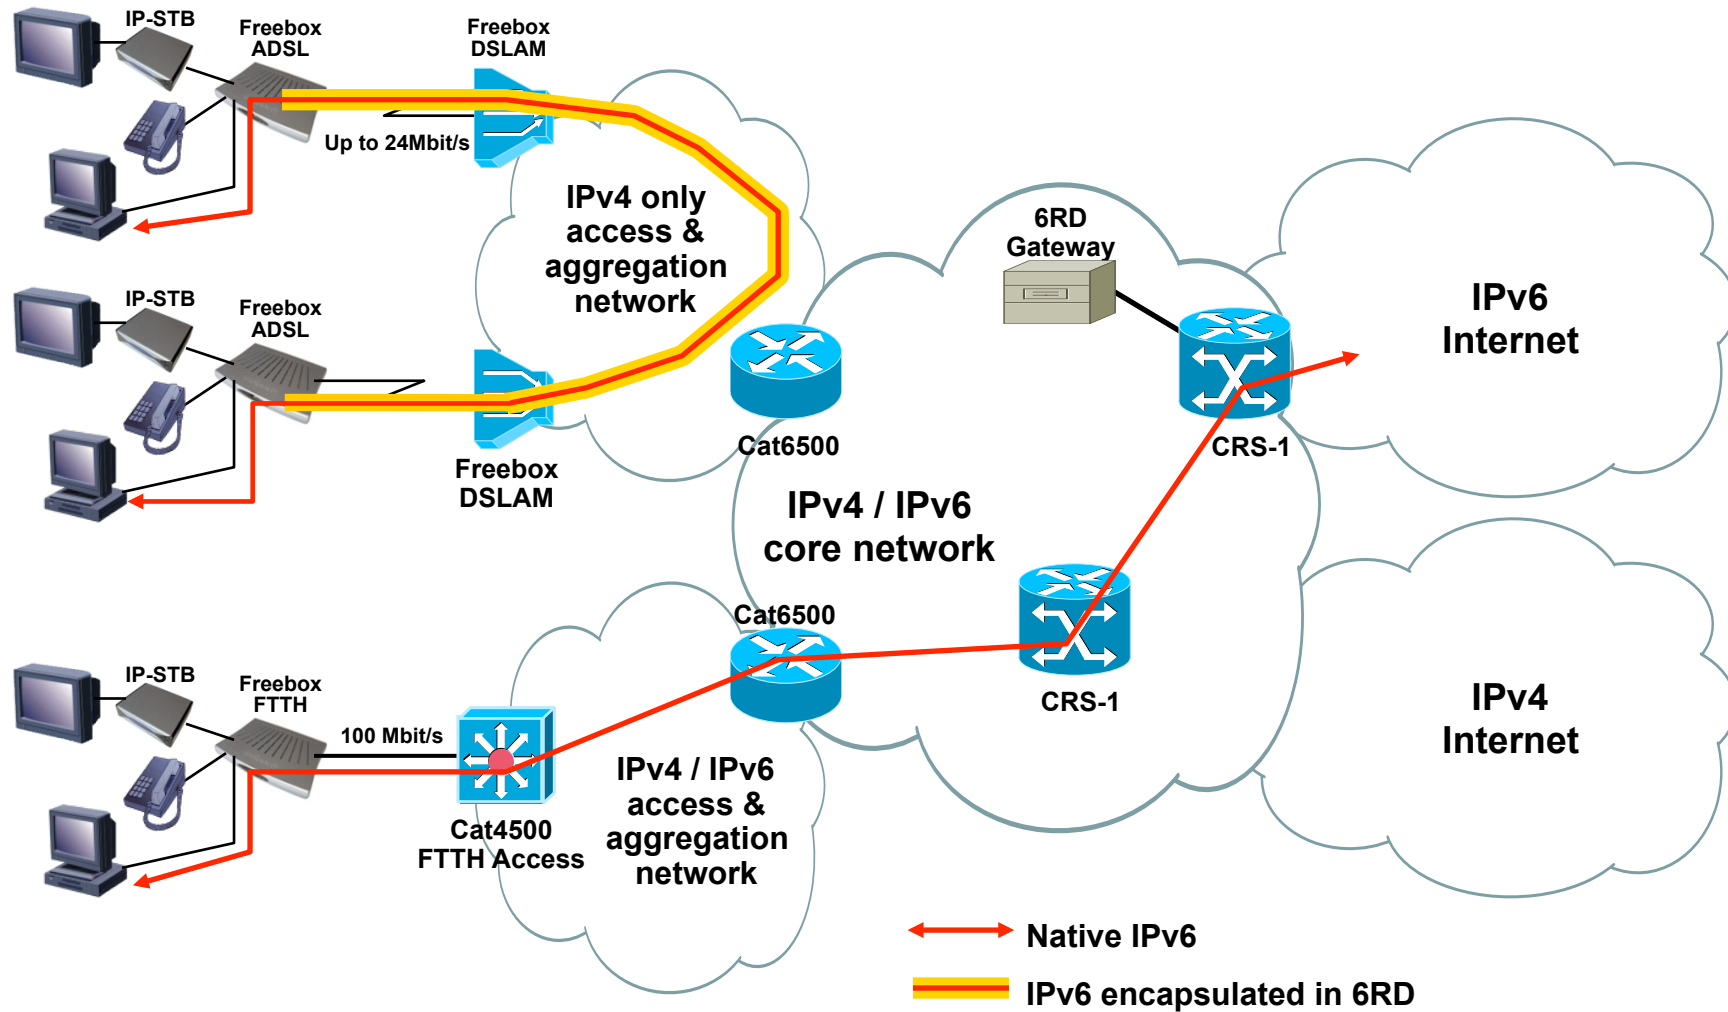 IP-STB
Freebox
ADSL
Freebox
DSLAM
Up to 24Mbit/s
IPv4 only
access &
aggregation
network
6RD
Gateway
IPv6
Internet
IP-STB
Freebox
ADSL
Cat6500
CRS-1
Freebox
DSLAM
IPv4 / IPv6
core network
Cat6500
CRS-1
IP-STB
Freebox
FTTH
100 Mbit/s
IPv4
Internet
IPv4 / IPv6
access &
aggregation
network
Cat4500
FTTH Access
Native IPv6
IPv6 encapsulated in 6RD